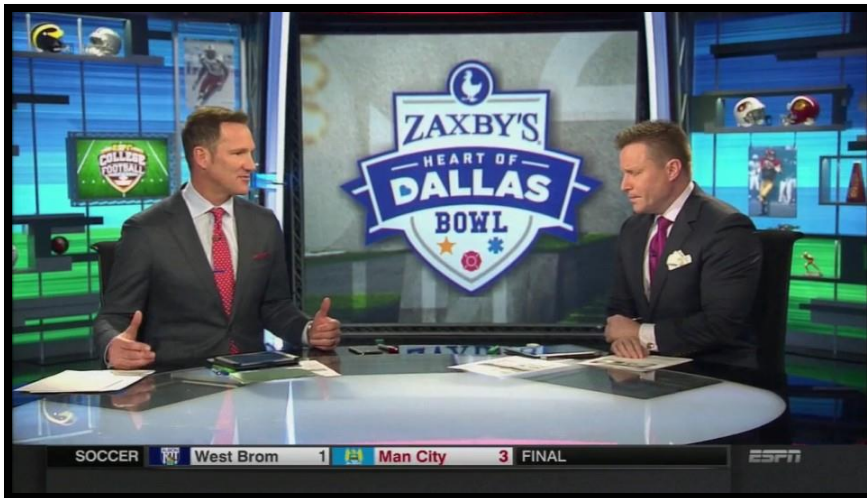 COLLEGE
FOOTBALL
ZAXBY'S
HEART OF
DALLAS
BOWL
SOCCER West Brom 1 Man City 3 FINAL
ESPN